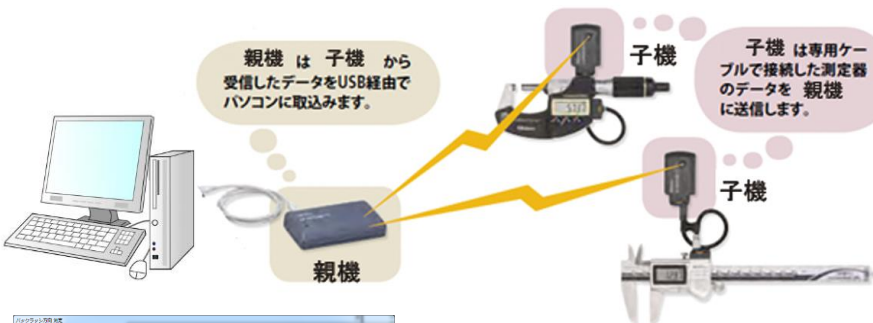 親機 は 子機 から
受信したデータをUSB経由で
パソコンに取込みます。
子機
子機 は専用ケー
ブルで接続した測定器
のデータを 親機
に送信します。
子機
親機